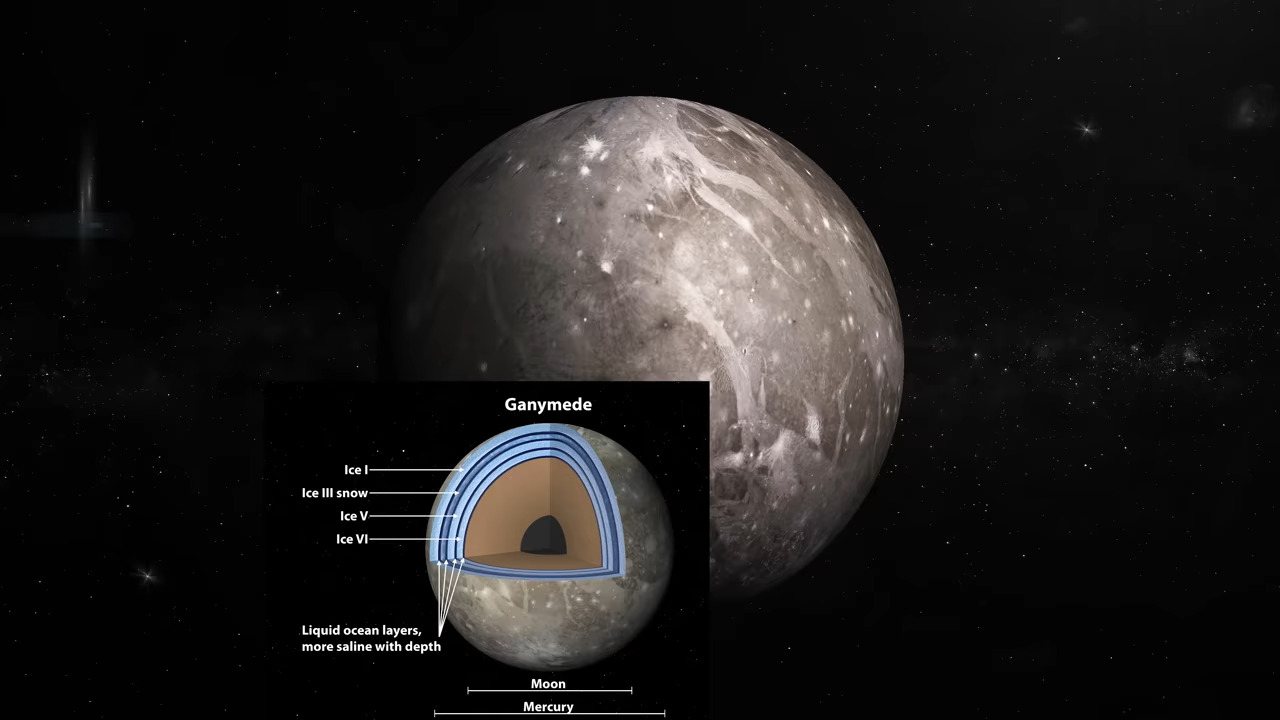 Ganymede
Ice I
Ice III snow
Ice V
Ice VI
Liquid ocean layers,
more saline with depth
Moon
Mercury